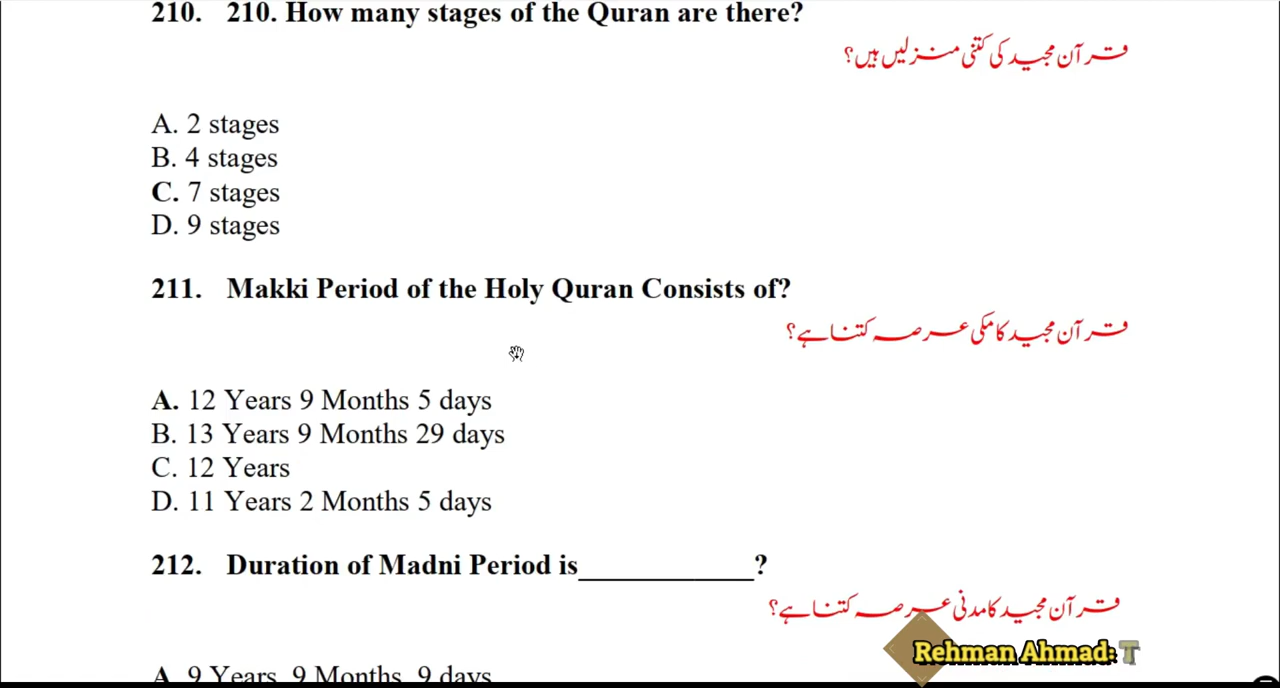 210. 210. How many stages of the Quran are there?
قرآن مجید کی کتنی منزلیں ہیں؟
A. 2 stages
B. 4 stages
C. 7 stages
D. 9 stages
211. Makki Period of the Holy Quran Consists of?
قرآن مجید کا مکی عرصہ کتنا ہے؟
A. 12 Years 9 Months 5 days
B. 13 Years 9 Months 29 days
C. 12 Years
D. 11 Years 2 Months 5 days
212. Duration of Madni Period is____________?
قرآن مجید کا مدنی عرصہ کتنا ہے؟
Rehman Ahmad: T
A 9 Years, 9 Months, 9 days